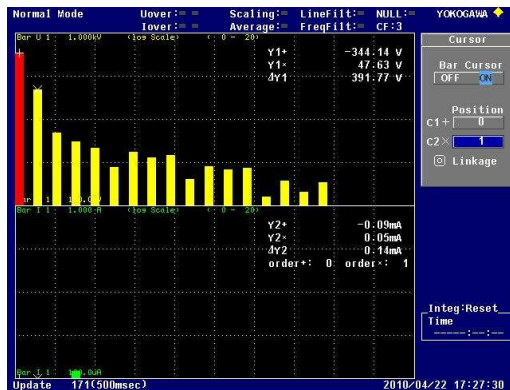 Normal Mode Uover:= = Scaling:= LineFilt:= NULL:= YOKOGAWA
Iover:= = Average:= FreqFilt:= CF:3
Bar U 1: 1.000kV <log Scale> < 0 - 20>
Y1+ -344.14 V
Y1× 47.63 V
ΔY1 391.77 V
Bar I 1: 1.000 A <log Scale> < 0 - 20>
Y2+ -0.09mA
Y2× 0.05mA
ΔY2 0.14mA
order+: 0 order×: 1
Bar I 1:
Update 171(500msec) 2010/04/22 17:27:30
Cursor
Bar Cursor
OFF ON
Position
C1+ 0
C2× 1
Linkage
Integ:Reset
Time
-----:--:--